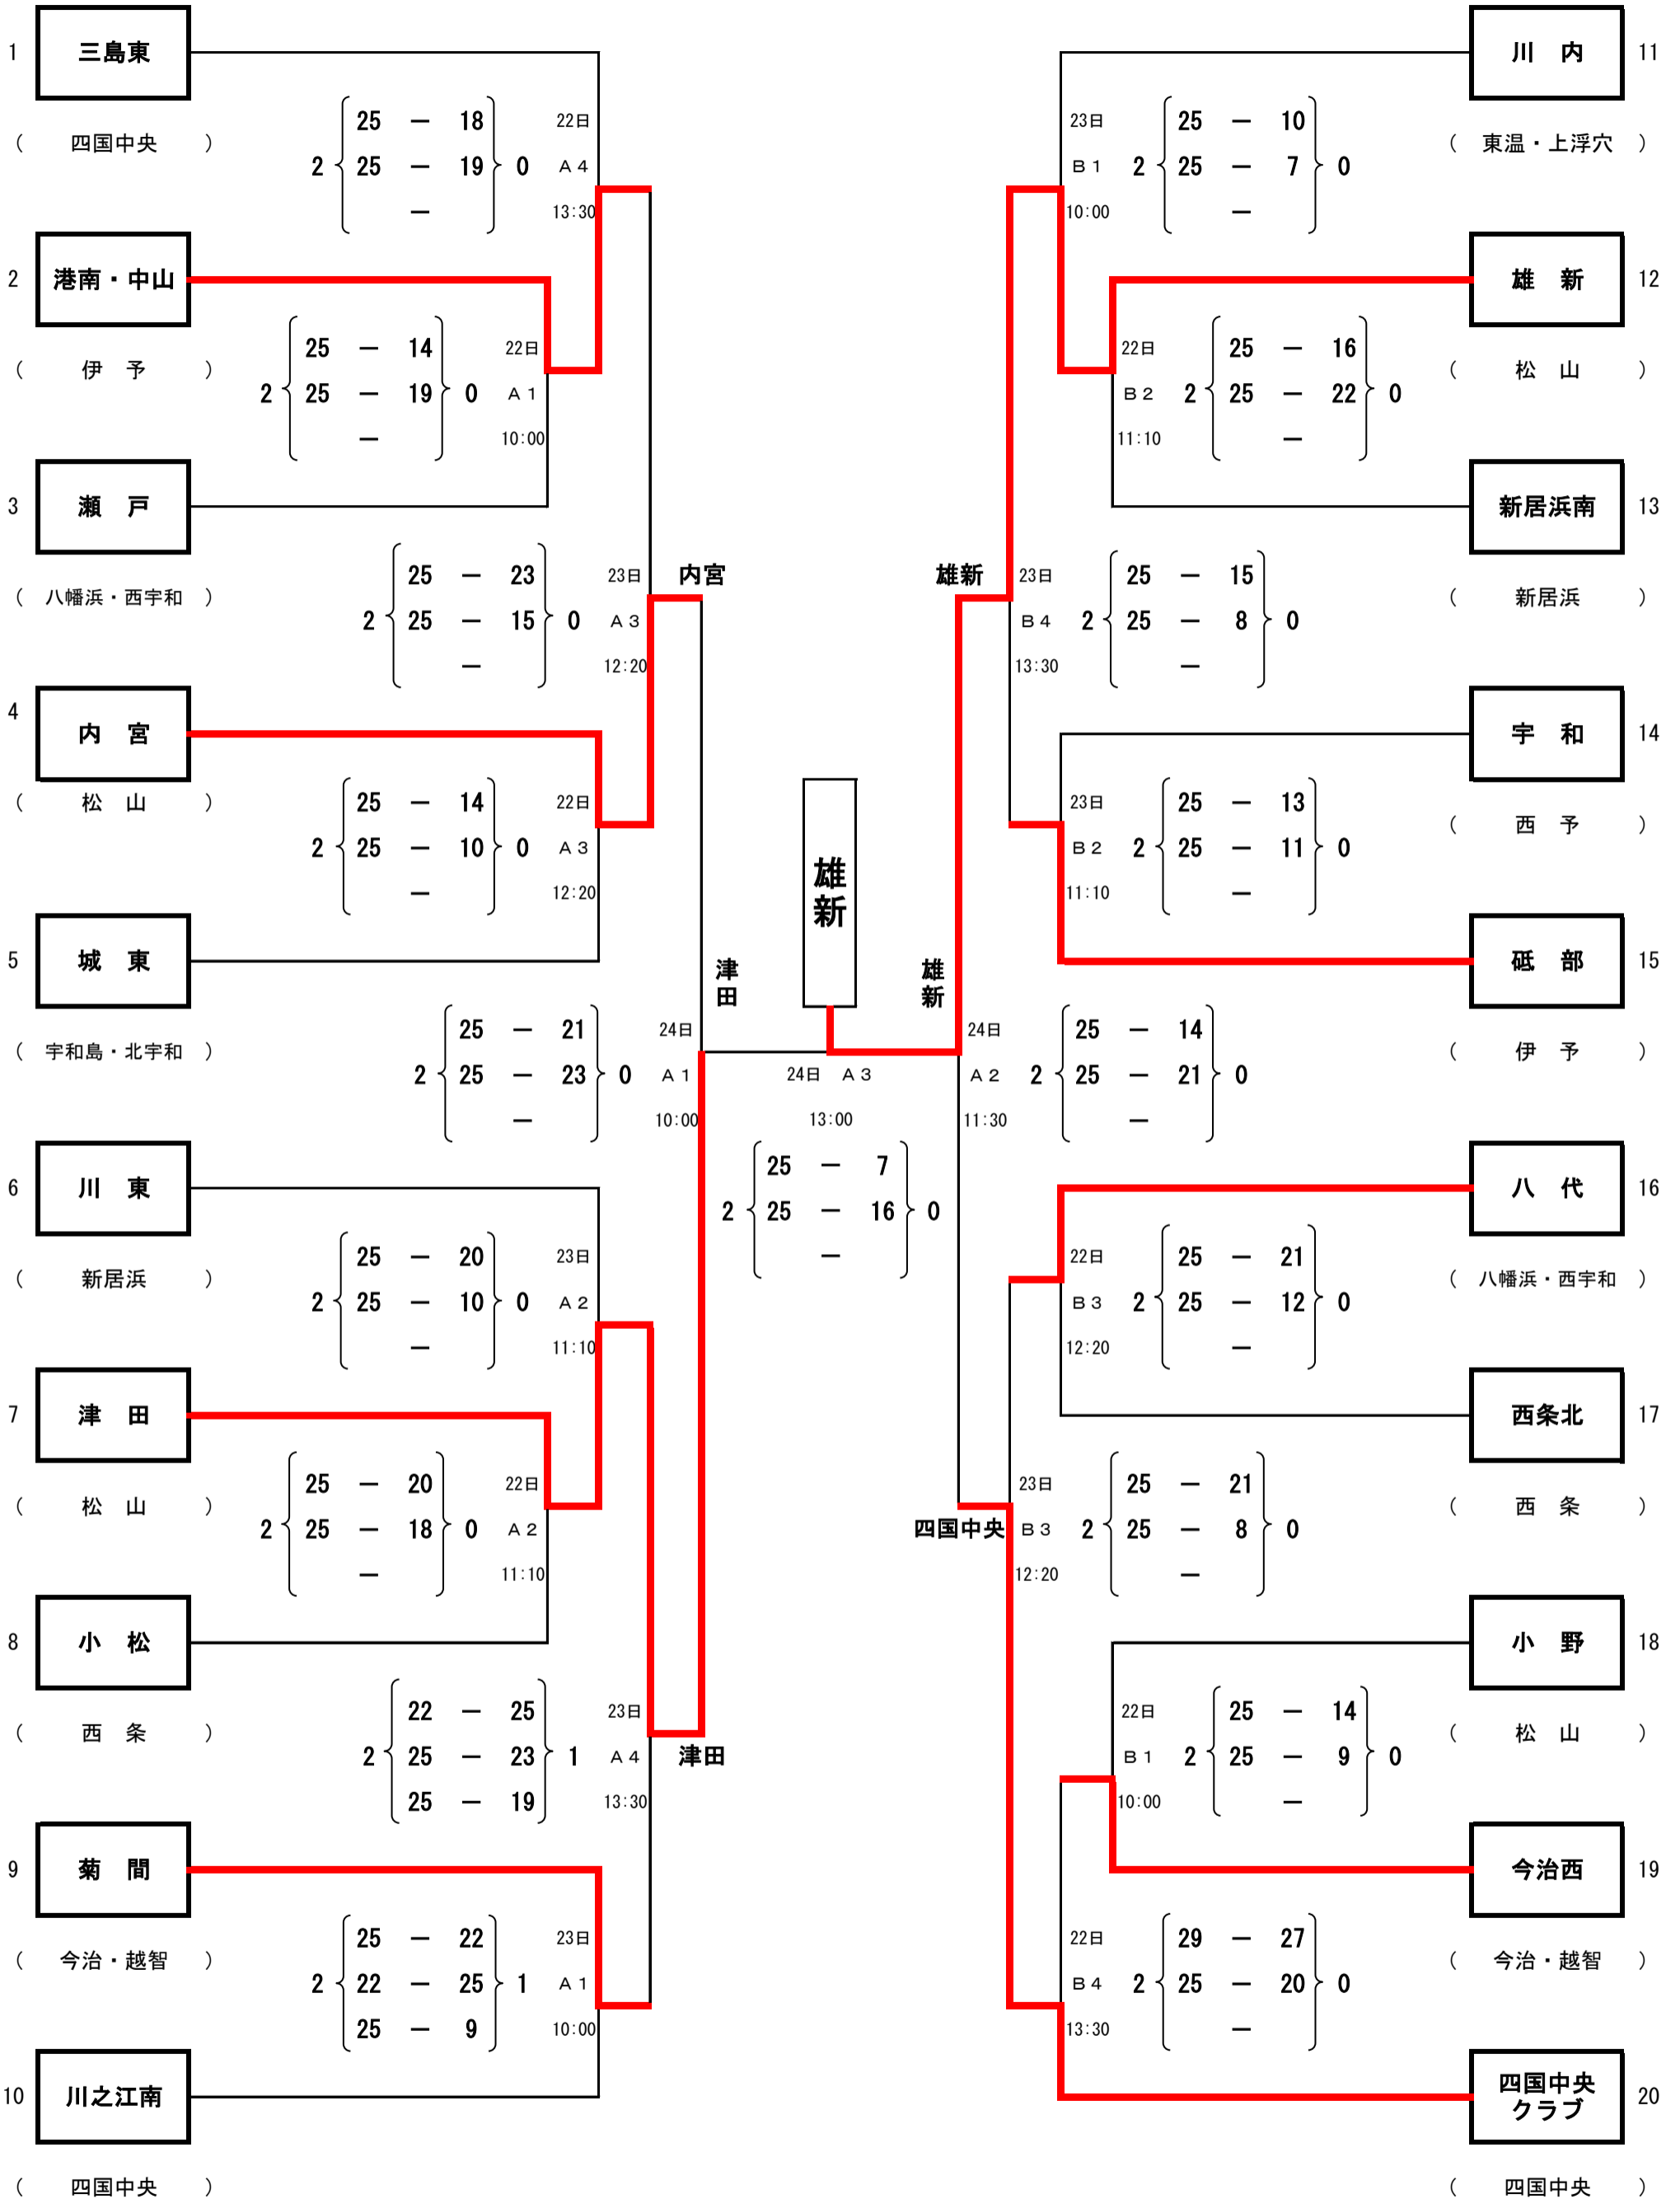 1 三島東
( 四国中央 )
25 － 18 22日
2 25 － 19 0 A 4
－ 13:30
2 港南・中山
( 伊 予 )
25 － 14 22日
2 25 － 19 0 A 1
－ 10:00
3 瀬 戸
( 八幡浜・西宇和 )
25 － 23 23日 内宮
2 25 － 15 0 A 3
－ 12:20
4 内 宮
( 松 山 )
25 － 14 22日
2 25 － 10 0 A 3
－ 12:20
5 城 東
( 宇和島・北宇和 )
津田
25 － 21 24日
2 25 － 23 0 A 1
－ 10:00
6 川 東
( 新居浜 )
25 － 20 23日
2 25 － 10 0 A 2
－ 11:10
7 津 田
( 松 山 )
25 － 20 22日
2 25 － 18 0 A 2
－ 11:10
8 小 松
( 西 条 )
22 － 25 23日
2 25 － 23 1 A 4 津田
25 － 19 13:30
9 菊 間
( 今治・越智 )
25 － 22 23日
2 22 － 25 1 A 1
25 － 9 10:00
10 川之江南
( 四国中央 )
雄新
24日 A 3
13:00
25 － 7
2 25 － 16 0
－
川 内 11
( 東温・上浮穴 )
23日 25 － 10
B 1 2 25 － 7 0
10:00 －
雄 新 12
( 松 山 )
22日 25 － 16
B 2 2 25 － 22 0
11:10 －
新居浜南 13
( 新居浜 )
雄新 23日 25 － 15
B 4 2 25 － 8 0
13:30 －
宇 和 14
( 西 予 )
23日 25 － 13
B 2 2 25 － 11 0
11:10 －
砥 部 15
( 伊 予 )
雄新
24日 25 － 14
A 2 2 25 － 21 0
11:30 －
八 代 16
( 八幡浜・西宇和 )
22日 25 － 21
B 3 2 25 － 12 0
12:20 －
西条北 17
( 西 条 )
23日 25 － 21
四国中央 B 3 2 25 － 8 0
12:20 －
小 野 18
( 松 山 )
22日 25 － 14
B 1 2 25 － 9 0
10:00 －
今治西 19
( 今治・越智 )
22日 29 － 27
B 4 2 25 － 20 0
13:30 －
四国中央
クラブ 20
( 四国中央 )